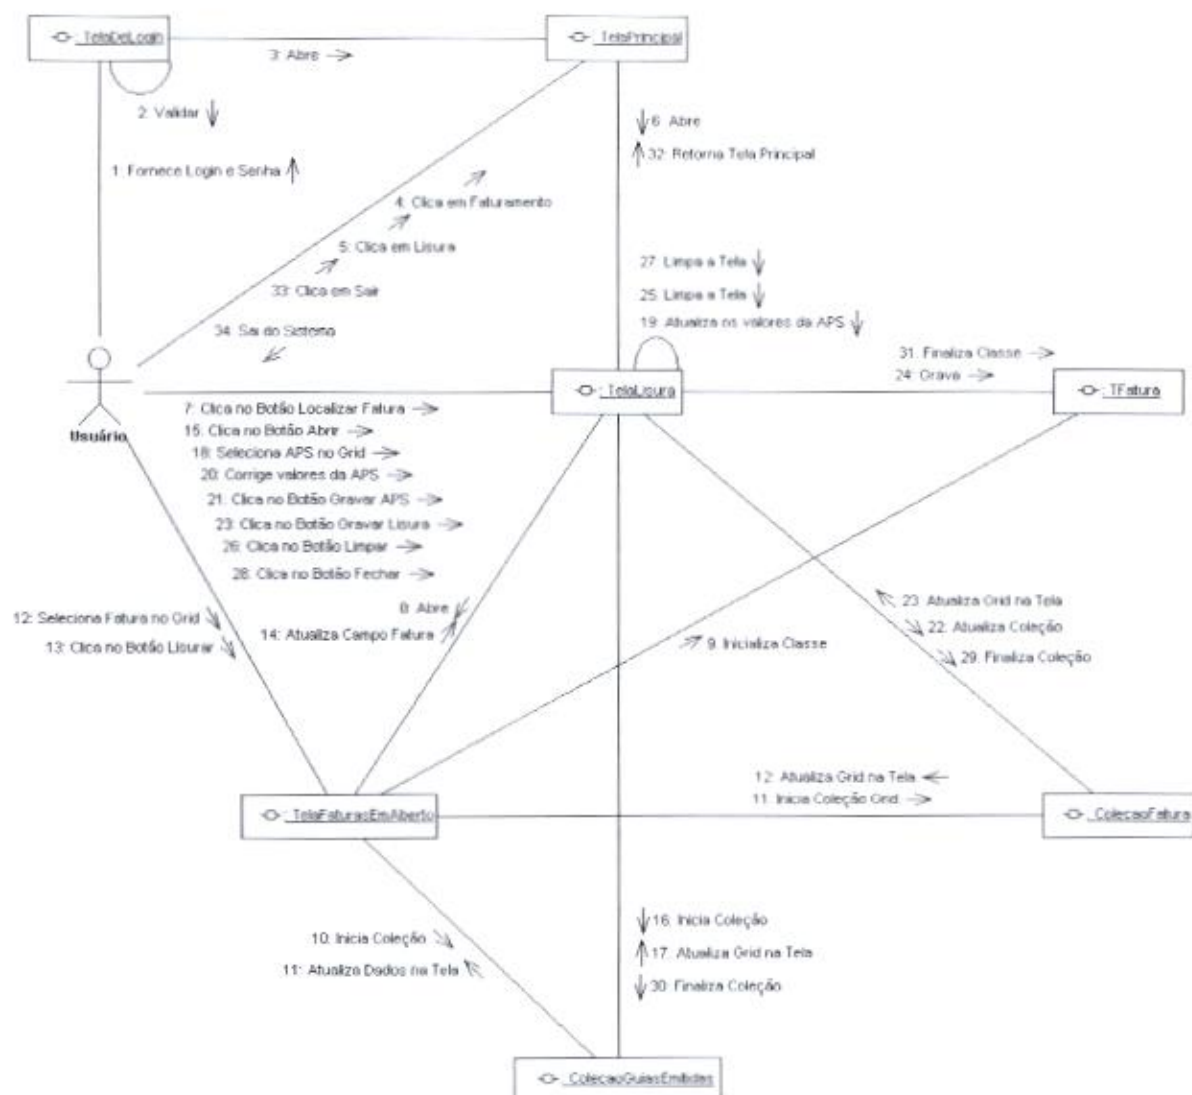 : TelaDeLogin
: TelaPrincipal
3: Abre
2: Validar
6: Abre
1: Fornece Login e Senha
32: Retorna Tela Principal
4: Clica em Faturamento
5: Clica em Lisura
27: Limpa a Tela
33: Clica em Sair
25: Limpa a Tela
34: Sai do Sistema
19: Atualiza os valores da APS
31: Finaliza Classe
24: Grava
: TelaLisura
: TFatura
Usuário
7: Clica no Botão Localizar Fatura
15: Clica no Botão Abrir
18: Seleciona APS no Grid
20: Corrige valores da APS
21: Clica no Botão Gravar APS
23: Clica no Botão Gravar Lisura
26: Clica no Botão Limpar
28: Clica no Botão Fechar
8: Abre
23: Atualiza Grid na Tela
12: Seleciona Fatura no Grid
14: Atualiza Campo Fatura
22: Atualiza Coleção
13: Clica no Botão Lisurar
9: Inicializa Classe
29: Finaliza Coleção
12: Atualiza Grid na Tela
11: Inicia Coleção Grid
: TelaFaturasEmAberto
: ColecaoFatura
16: Inicia Coleção
10: Inicia Coleção
17: Atualiza Grid na Tela
11: Atualiza Dados na Tela
30: Finaliza Coleção
: ColecaoGuiasEmitidas